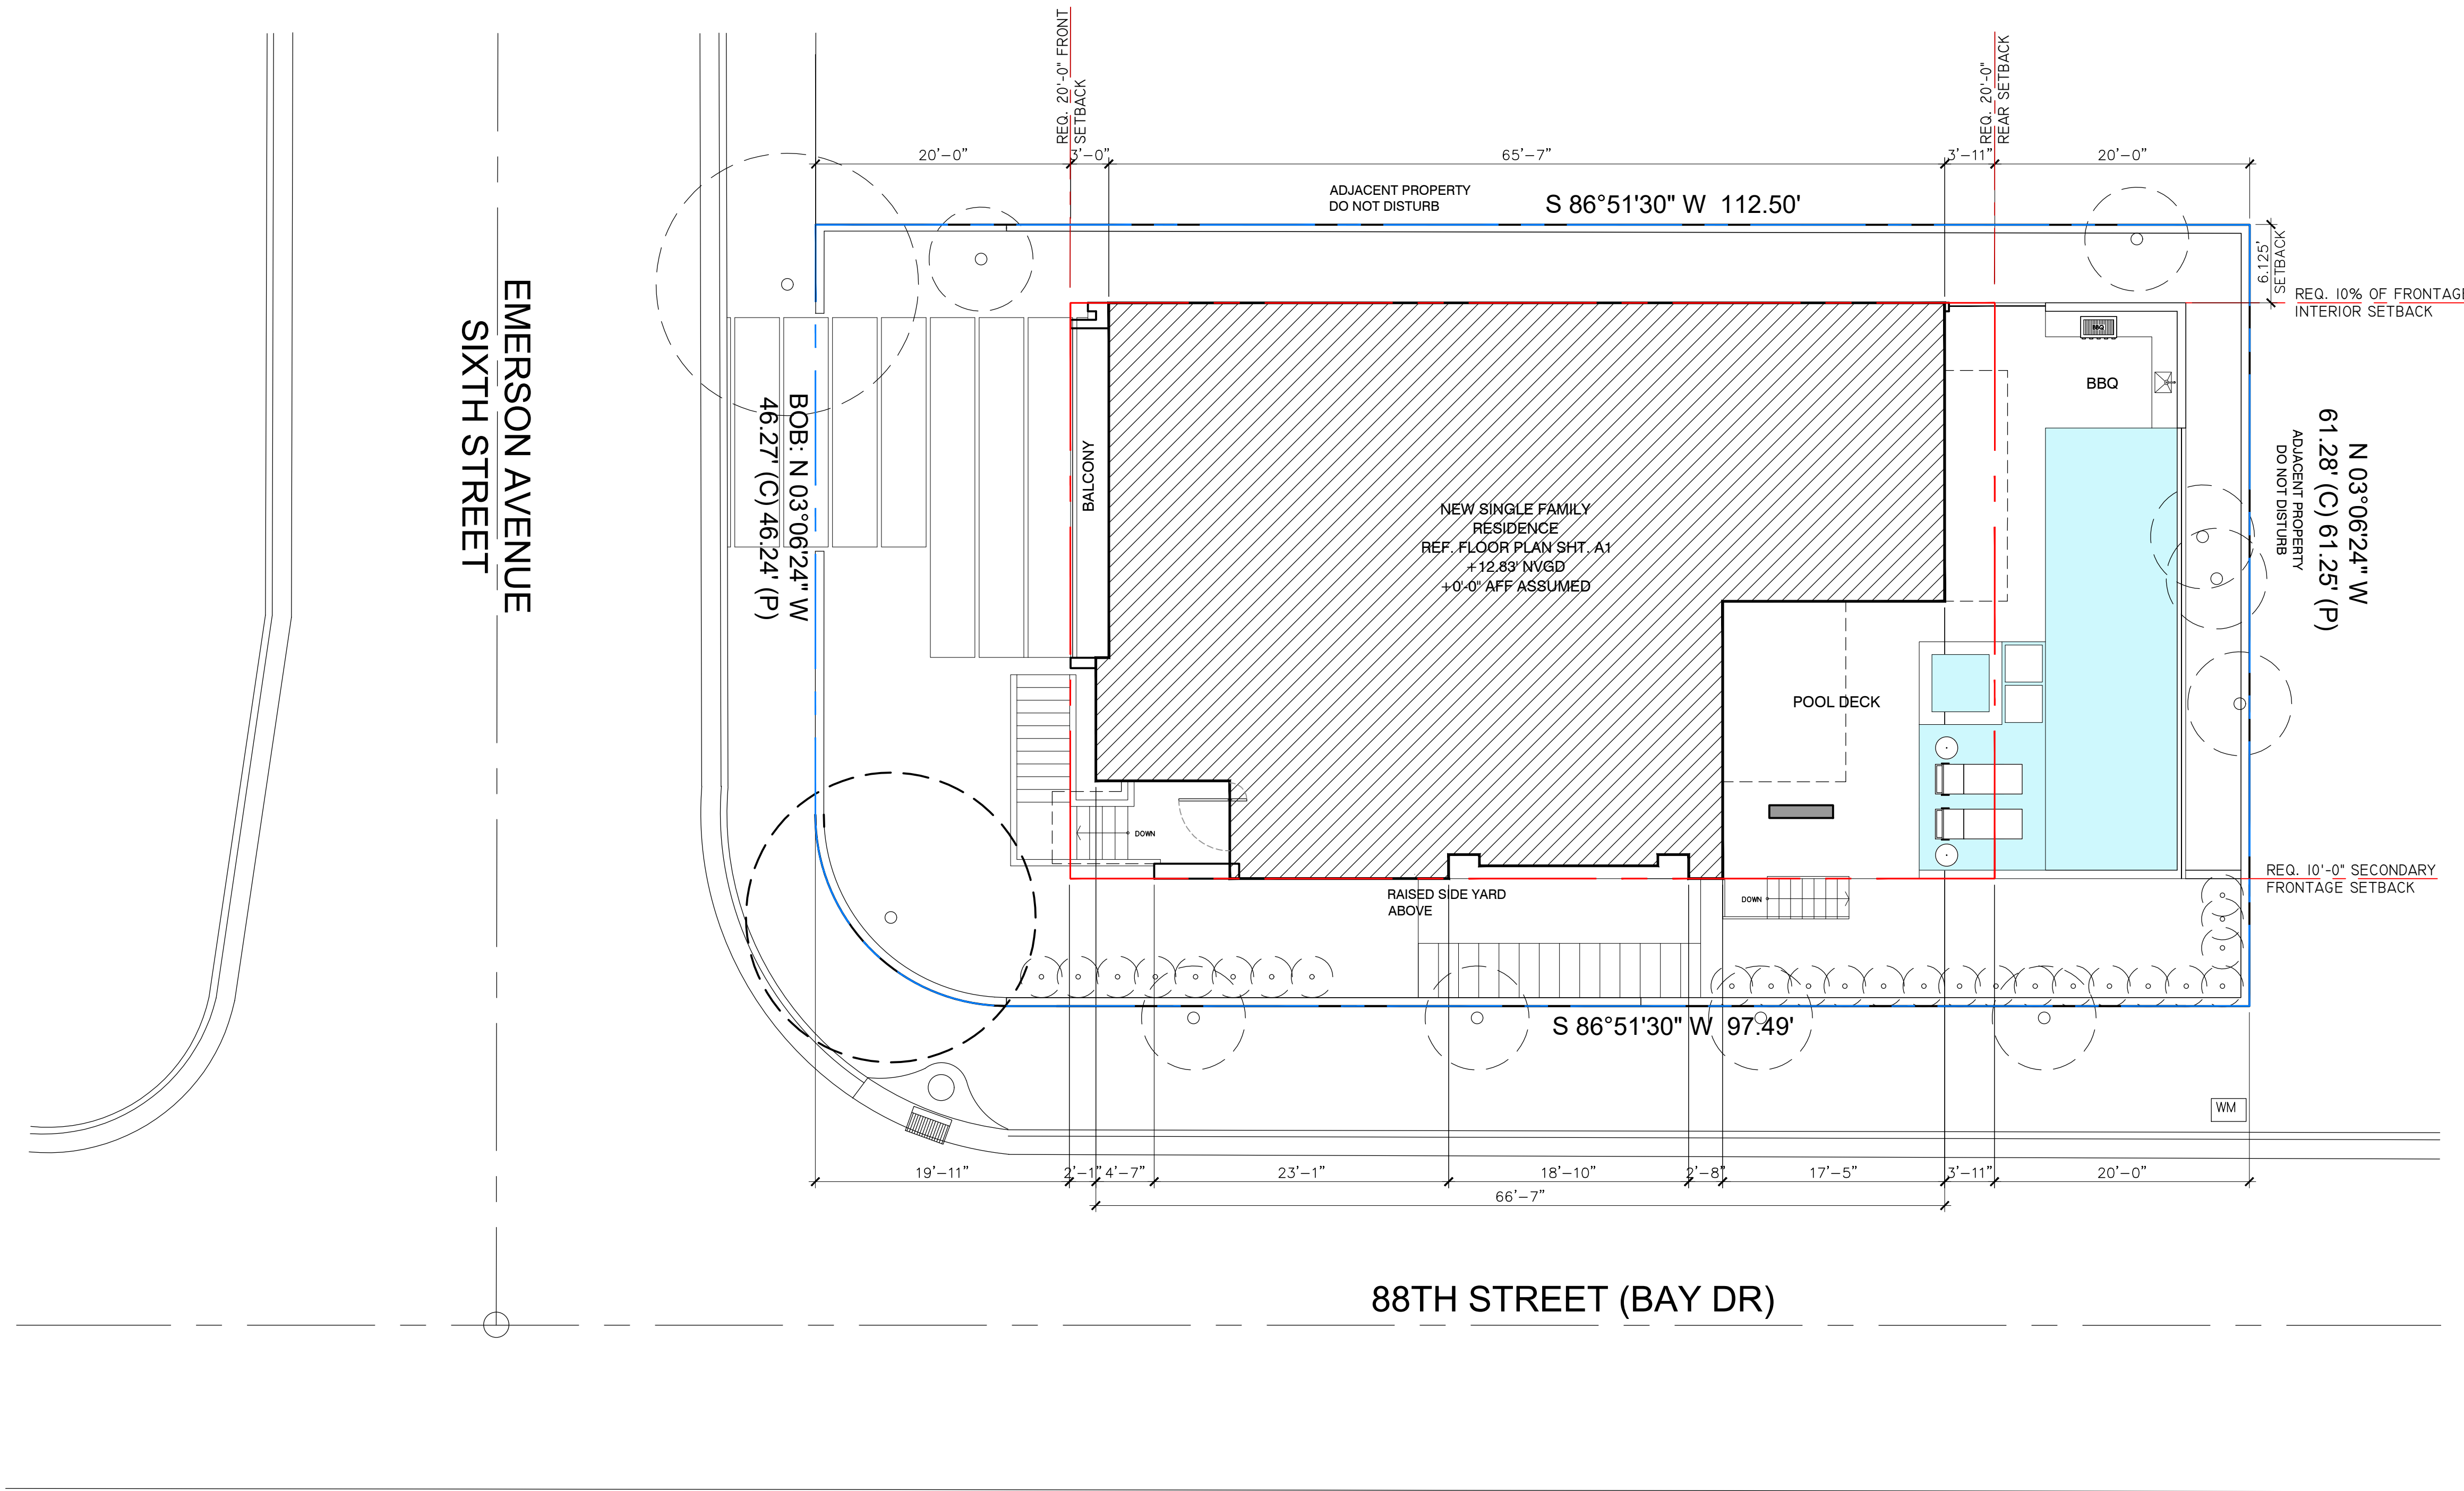 REQ. 20'-0" FRONT
SETBACK
REQ. 20'-0"
REAR SETBACK
20'-0"
3'-0"
65'-7"
3'-11"
20'-0"
ADJACENT PROPERTY
DO NOT DISTURB
S 86°51'30" W 112.50'
6.125'
SETBACK
REQ. 10% OF FRONTAGE
INTERIOR SETBACK
EMERSON AVENUE
SIXTH STREET
BOB: N 03°06'24" W
46.27' (C) 46.24' (P)
BALCONY
NEW SINGLE FAMILY
RESIDENCE
REF. FLOOR PLAN SHT. A1
+12.83' NVGD
+0'-0" AFF ASSUMED
BBQ
BBQ
N 03°06'24" W
61.28' (C) 61.25' (P)
ADJACENT PROPERTY
DO NOT DISTURB
POOL DECK
DOWN
REQ. 10'-0" SECONDARY
FRONTAGE SETBACK
RAISED SIDE YARD
ABOVE
DOWN
S 86°51'30" W 97.49'
WM
19'-11"
2'-1"
4'-7"
23'-1"
18'-10"
2'-8"
17'-5"
3'-11"
20'-0"
66'-7"
88TH STREET (BAY DR)